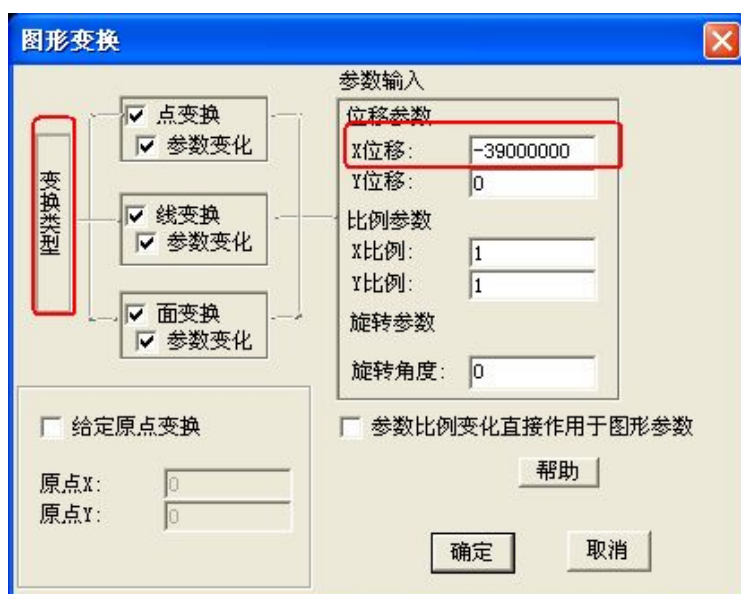 图形变换
参数输入
点变换
参数变化
变换类型
线变换
参数变化
面变换
参数变化
位移参数
X位移: -39000000
Y位移: 0
比例参数
X比例: 1
Y比例: 1
旋转参数
旋转角度: 0
给定原点变换
原点X: 0
原点Y: 0
参数比例变化直接作用于图形参数
帮助
确定 取消